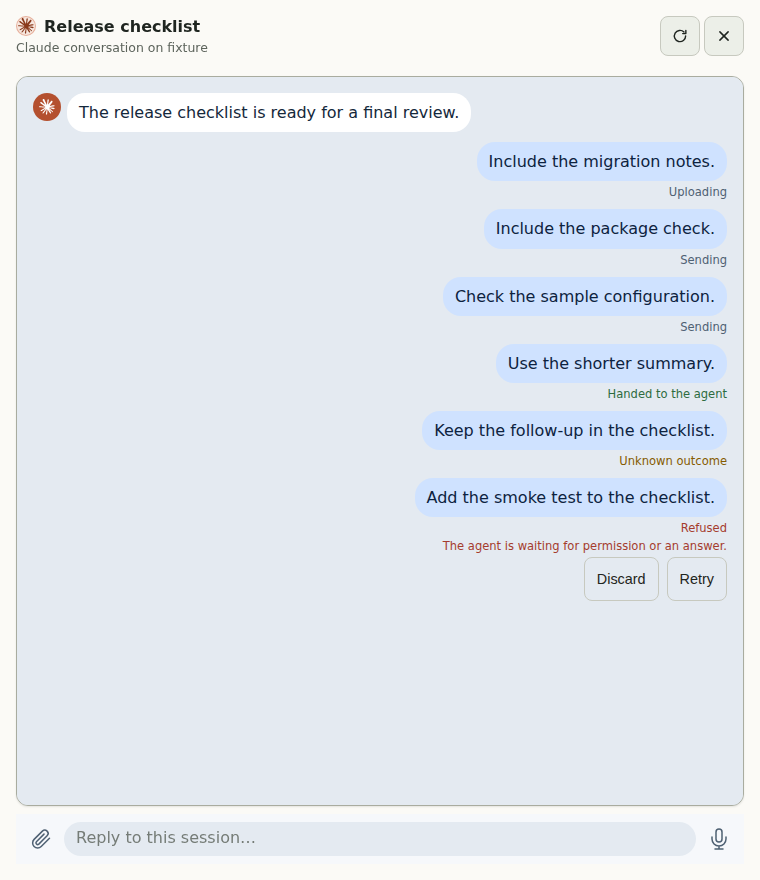 Release checklist
Claude conversation on fixture
The release checklist is ready for a final review.
Include the migration notes.
Uploading
Include the package check.
Sending
Check the sample configuration.
Sending
Use the shorter summary.
Handed to the agent
Keep the follow-up in the checklist.
Unknown outcome
Add the smoke test to the checklist.
Refused
The agent is waiting for permission or an answer.
Discard Retry
Reply to this session...